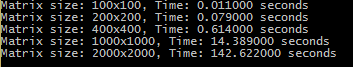 Matrix size: 100x100, Time: 0.011000 seconds
Matrix size: 200x200, Time: 0.079000 seconds
Matrix size: 400x400, Time: 0.614000 seconds
Matrix size: 1000x1000, Time: 14.389000 seconds
Matrix size: 2000x2000, Time: 142.622000 seconds